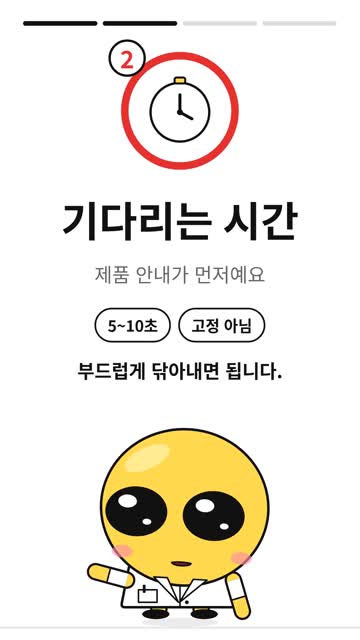 2
기다리는 시간
제품 안내가 먼저예요
5~10초
고정 아님
부드럽게 닦아내면 됩니다.